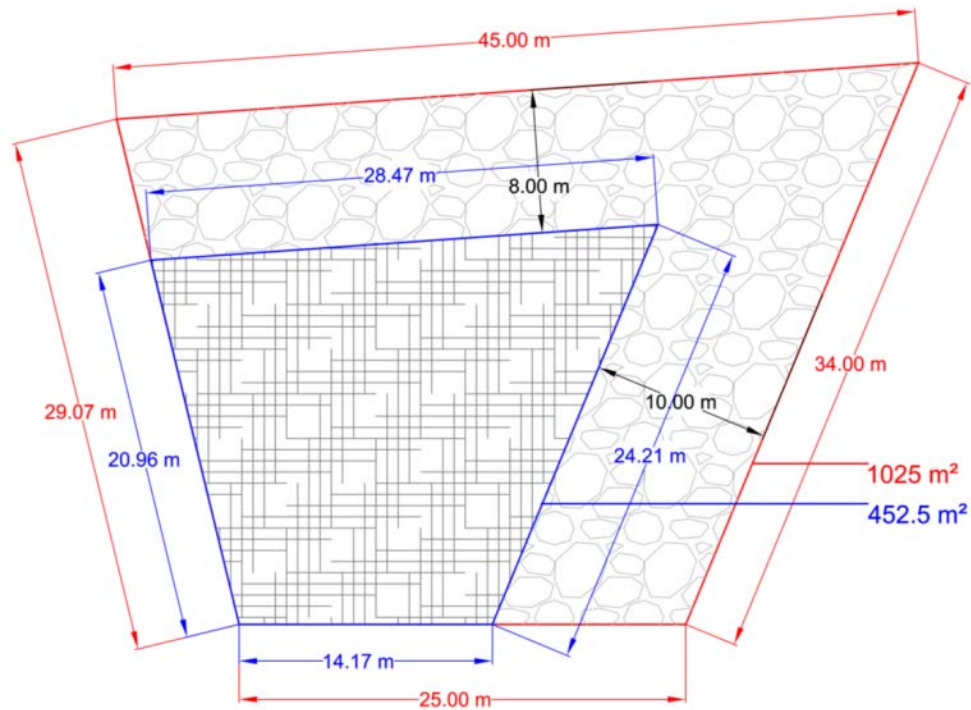 45.00 m
28.47 m
8.00 m
34.00 m
29.07 m
10.00 m
20.96 m
24.21 m
1025 m²
452.5 m²
14.17 m
25.00 m